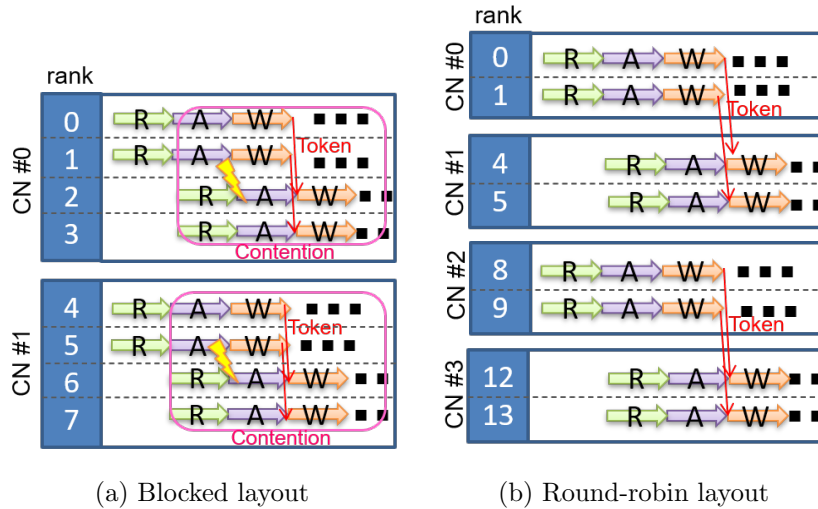 rank
CN #0
0 R A W
Token
1 R A W
2 R A W
3 R A W
Contention
CN #1
4 R A W
Token
5 R A W
6 R A W
7 R A W
Contention
(a) Blocked layout
rank
CN #0
0 R A W
1 R A W
Token
CN #1
4 R A W
5 R A W
CN #2
8 R A W
9 R A W
Token
CN #3
12 R A W
13 R A W
(b) Round-robin layout